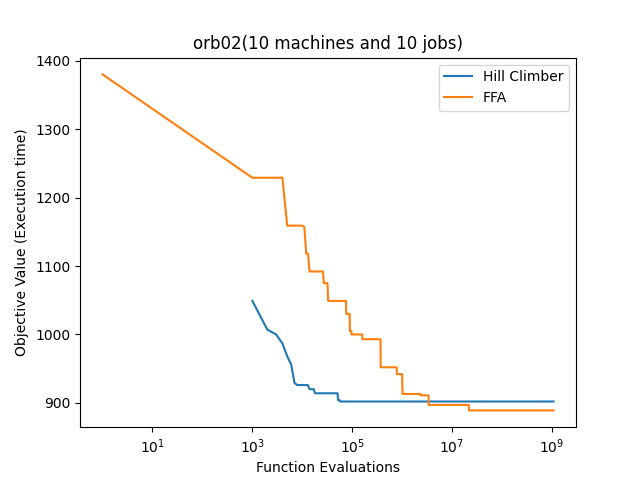 orb02(10 machines and 10 jobs)
Hill Climber
FFA
Objective Value (Execution time)
1400
1300
1200
1100
1000
900
10¹ 10³ 10⁵ 10⁷ 10⁹
Function Evaluations